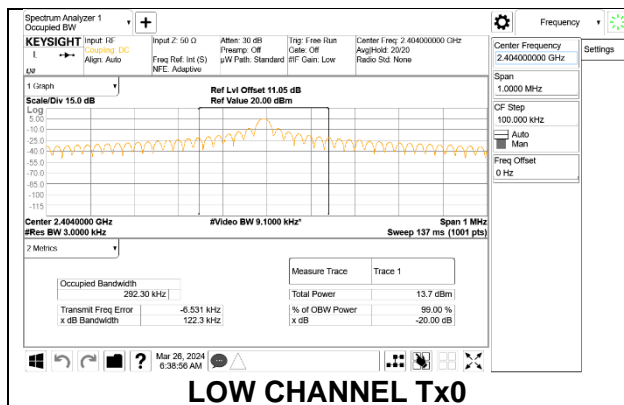 Spectrum Analyzer 1
Occupied BW
Frequency
KEYSIGHT Input: RF Input Z: 50 Ω Atten: 30 dB Trig: Free Run Center Freq: 2.404000000 GHz
Coupling: DC Preamp: Off Gate: Off Avg|Hold: 20/20
Align: Auto Freq Ref: Int (S) µW Path: Standard #IF Gain: Low Radio Std: None
NFE: Adaptive
Center Frequency
2.404000000 GHz
Settings
Span
1.0000 MHz
CF Step
100.000 kHz
Auto
Man
Freq Offset
0 Hz
1 Graph
Ref Lvl Offset 11.05 dB
Scale/Div 15.0 dB Ref Value 20.00 dBm
Log
5.00
-10.0
-25.0
-40.0
-55.0
-70.0
-85.0
-100
-115
Center 2.4040000 GHz #Video BW 9.1000 kHz* Span 1 MHz
#Res BW 3.0000 kHz Sweep 137 ms (1001 pts)
2 Metrics
Measure Trace Trace 1
Occupied Bandwidth
292.30 kHz Total Power 13.7 dBm
Transmit Freq Error -6.531 kHz % of OBW Power 99.00 %
x dB Bandwidth 122.3 kHz x dB -20.00 dB
Mar 26, 2024
6:38:56 AM
LOW CHANNEL Tx0